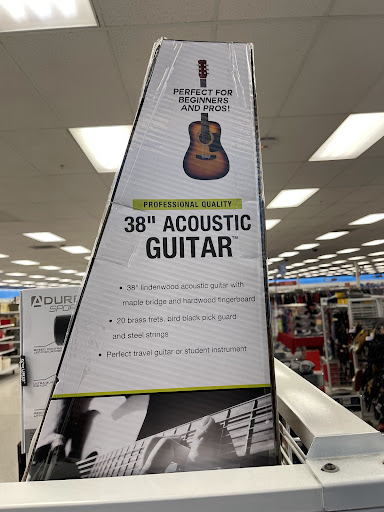 PERFECT FOR
BEGINNERS
AND PROS!
PROFESSIONAL QUALITY
38" ACOUSTIC
GUITAR™
• 38" lindenwood acoustic guitar with
maple bridge and hardwood fingerboard
• 20 brass frets, bird black pick guard
and steel strings
• Perfect travel guitar or student instrument